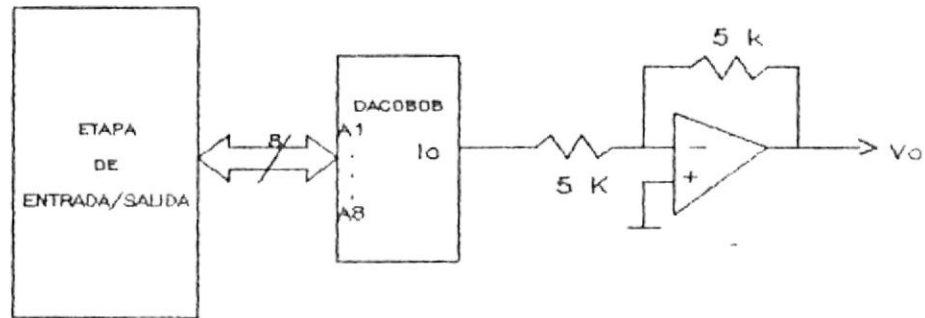 ETAPA
DE
ENTRADA/SALIDA
8
DAC0808
A1
A8
Io
5 K
5 k
-
+
Vo